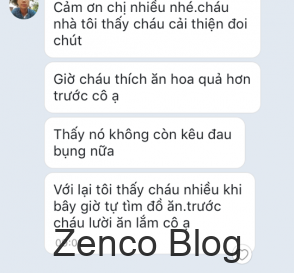 Cảm ơn chị nhiều nhé.cháu
nhà tôi thấy cháu cải thiện đoi
chút
Giờ cháu thích ăn hoa quả hơn
trước cô ạ
Thấy nó không còn kêu đau
bụng nữa
Với lại tôi thấy cháu nhiều khi
bây giờ tự tìm đồ ăn.trước
cháu lười ăn lắm cô ạ
Zenco Blog